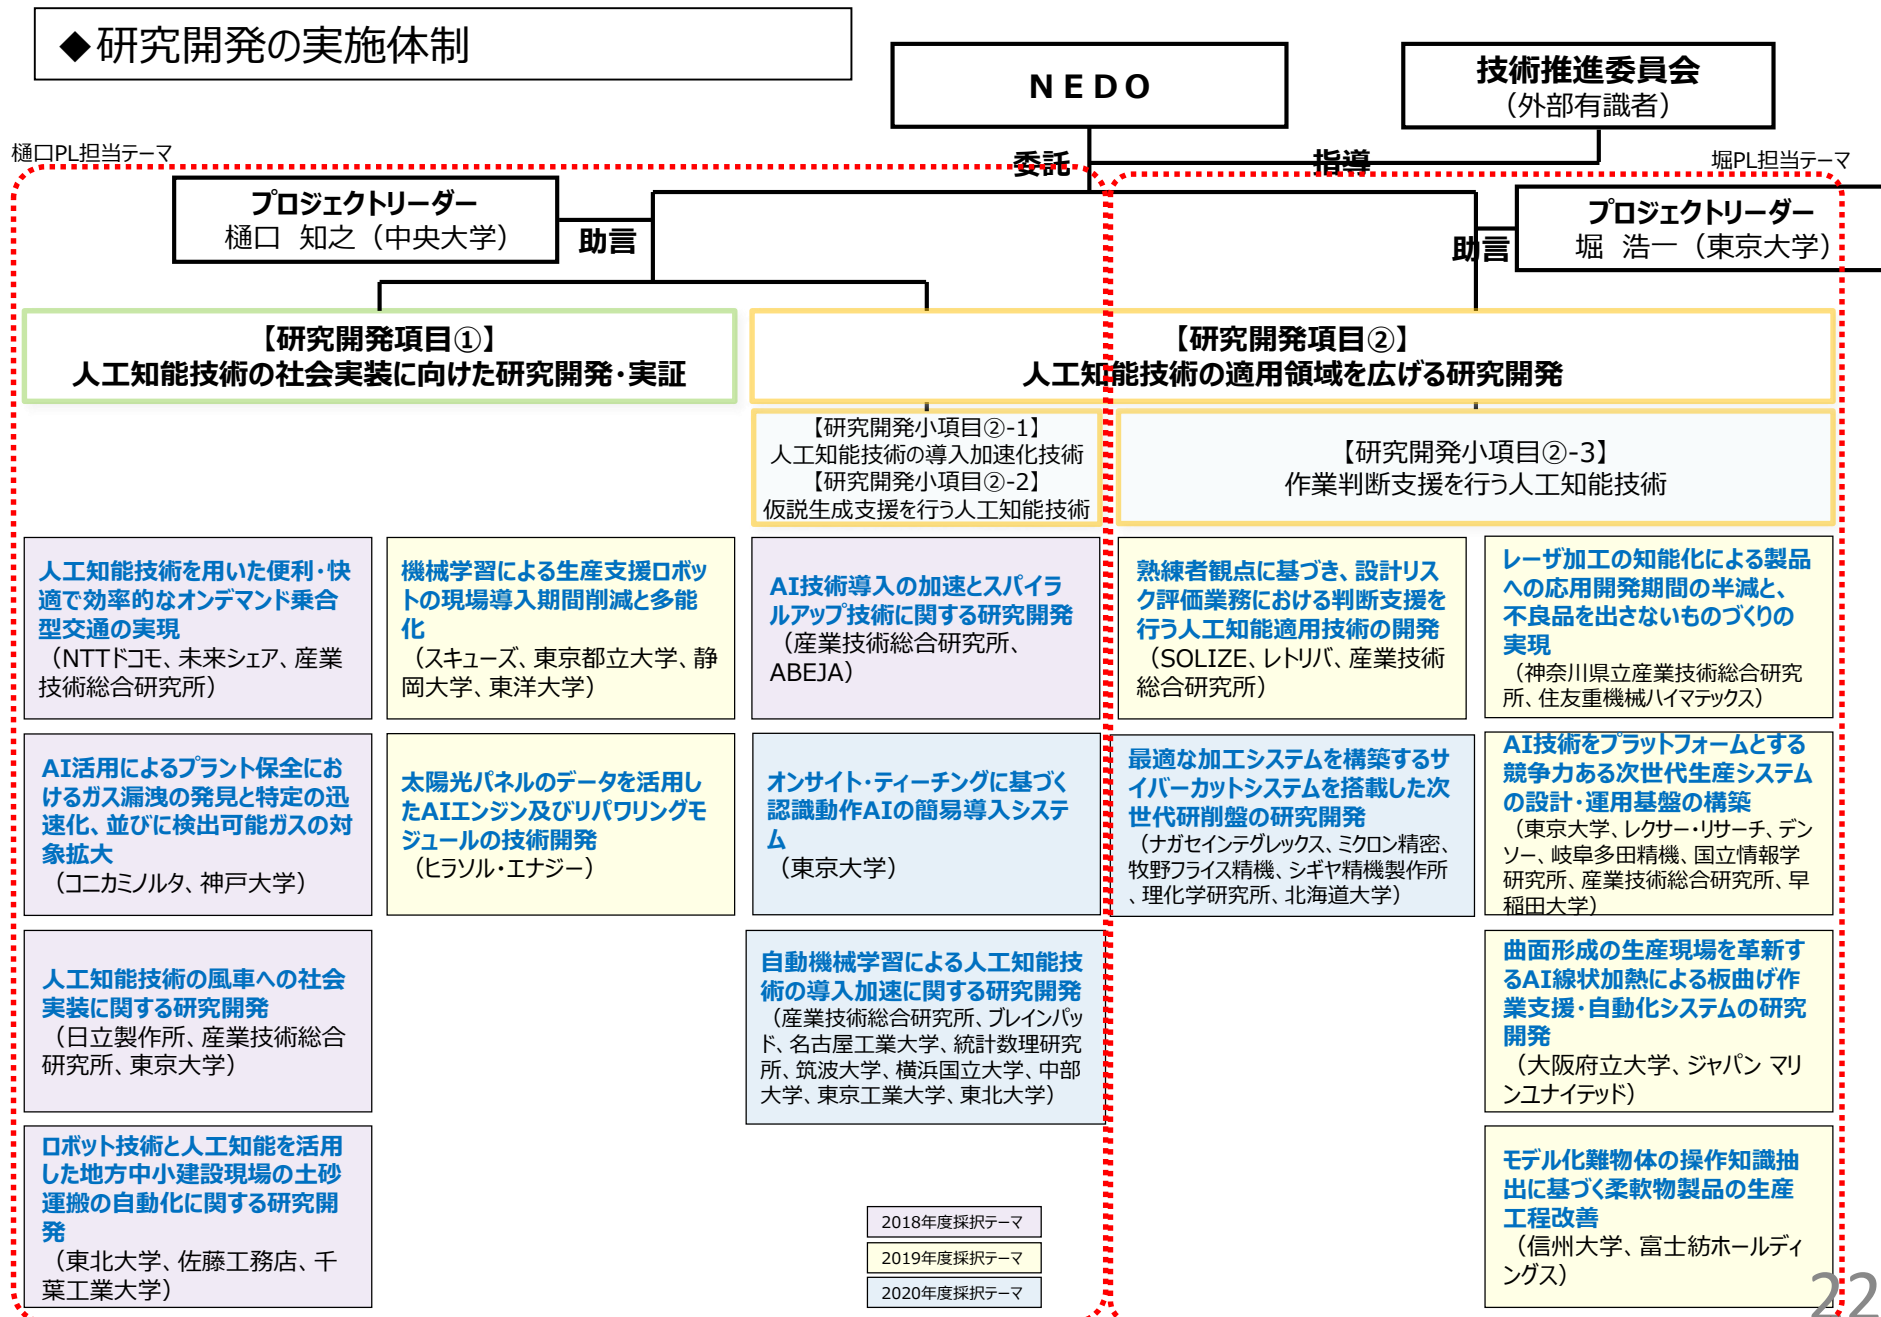 ◆研究開発の実施体制
NEDO
技術推進委員会
（外部有識者）
樋口PL担当テーマ
委託
指導
堀PL担当テーマ
プロジェクトリーダー
樋口 知之（中央大学）
助言
助言
プロジェクトリーダー
堀 浩一（東京大学）
【研究開発項目①】
人工知能技術の社会実装に向けた研究開発・実証
【研究開発項目②】
人工知能技術の適用領域を広げる研究開発
【研究開発小項目②-1】
人工知能技術の導入加速化技術
【研究開発小項目②-2】
仮説生成支援を行う人工知能技術
【研究開発小項目②-3】
作業判断支援を行う人工知能技術
人工知能技術を用いた便利・快
適で効率的なオンデマンド乗合
型交通の実現
（NTTドコモ、未来シェア、産業
技術総合研究所）
機械学習による生産支援ロボッ
トの現場導入期間削減と多能
化
（スキューズ、東京都立大学、静
岡大学、東洋大学）
AI技術導入の加速とスパイラ
ルアップ技術に関する研究開発
（産業技術総合研究所、
ABEJA）
熟練者観点に基づき、設計リス
ク評価業務における判断支援を
行う人工知能適用技術の開発
（SOLIZE、レトリバ、産業技術
総合研究所）
レーザ加工の知能化による製品
への応用開発期間の半減と、
不良品を出さないものづくりの
実現
（神奈川県立産業技術総合研究
所、住友重機械ハイマテックス）
AI活用によるプラント保全にお
けるガス漏洩の発見と特定の迅
速化、並びに検出可能ガスの対
象拡大
（コニカミノルタ、神戸大学）
太陽光パネルのデータを活用し
たAIエンジン及びリパワリングモ
ジュールの技術開発
（ヒラソル・エナジー）
オンサイト・ティーチングに基づく
認識動作AIの簡易導入システ
ム
（東京大学）
最適な加工システムを構築するサ
イバーカットシステムを搭載した次
世代研削盤の研究開発
（ナガセインテグレックス、ミクロン精密、
牧野フライス精機、シギヤ精機製作所
、理化学研究所、北海道大学）
AI技術をプラットフォームとする
競争力ある次世代生産システム
の設計・運用基盤の構築
（東京大学、レクサー・リサーチ、デン
ソー、岐阜多田精機、国立情報学
研究所、産業技術総合研究所、早
稲田大学）
人工知能技術の風車への社会
実装に関する研究開発
（日立製作所、産業技術総合
研究所、東京大学）
自動機械学習による人工知能技
術の導入加速に関する研究開発
（産業技術総合研究所、ブレインパッ
ド、名古屋工業大学、統計数理研究
所、筑波大学、横浜国立大学、中部
大学、東京工業大学、東北大学）
曲面形成の生産現場を革新す
るAI線状加熱による板曲げ作
業支援・自動化システムの研究
開発
（大阪府立大学、ジャパン マリ
ンユナイテッド）
ロボット技術と人工知能を活用
した地方中小建設現場の土砂
運搬の自動化に関する研究開
発
（東北大学、佐藤工務店、千
葉工業大学）
モデル化難物体の操作知識抽
出に基づく柔軟物製品の生産
工程改善
（信州大学、富士紡ホールディ
ングス）
2018年度採択テーマ
2019年度採択テーマ
2020年度採択テーマ
22